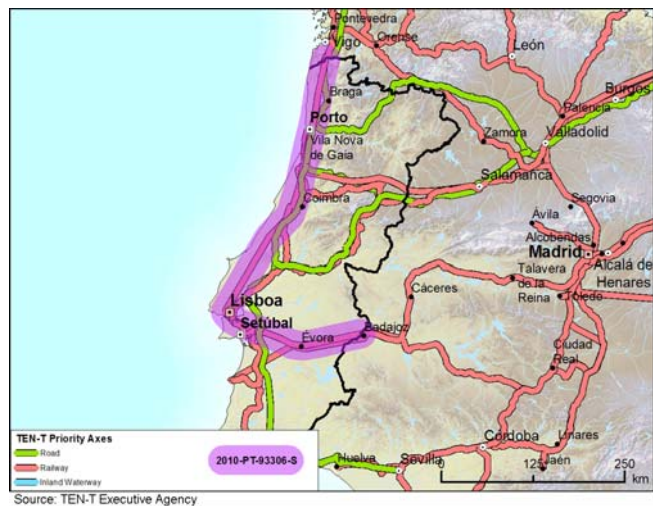 Pontevedra
Orense
Vigo
León
Burgos
Braga
Palencia
Porto
Vila Nova
de Gaia
Zamora
Valladolid
Salamanca
Coimbra
Segovia
Ávila
Alcobendas
Madrid
Alcalá de
Henares
Talavera
de la
Reina
Toledo
Cáceres
Lisboa
Setúbal
Évora
Badajoz
Ciudad
Real
Córdoba
Linares
Jaén
Huelva
Sevilla
TEN-T Priority Axes
Road
Railway
Inland Waterway
2010-PT-93306-S
0 125 250
km
Source: TEN-T Executive Agency